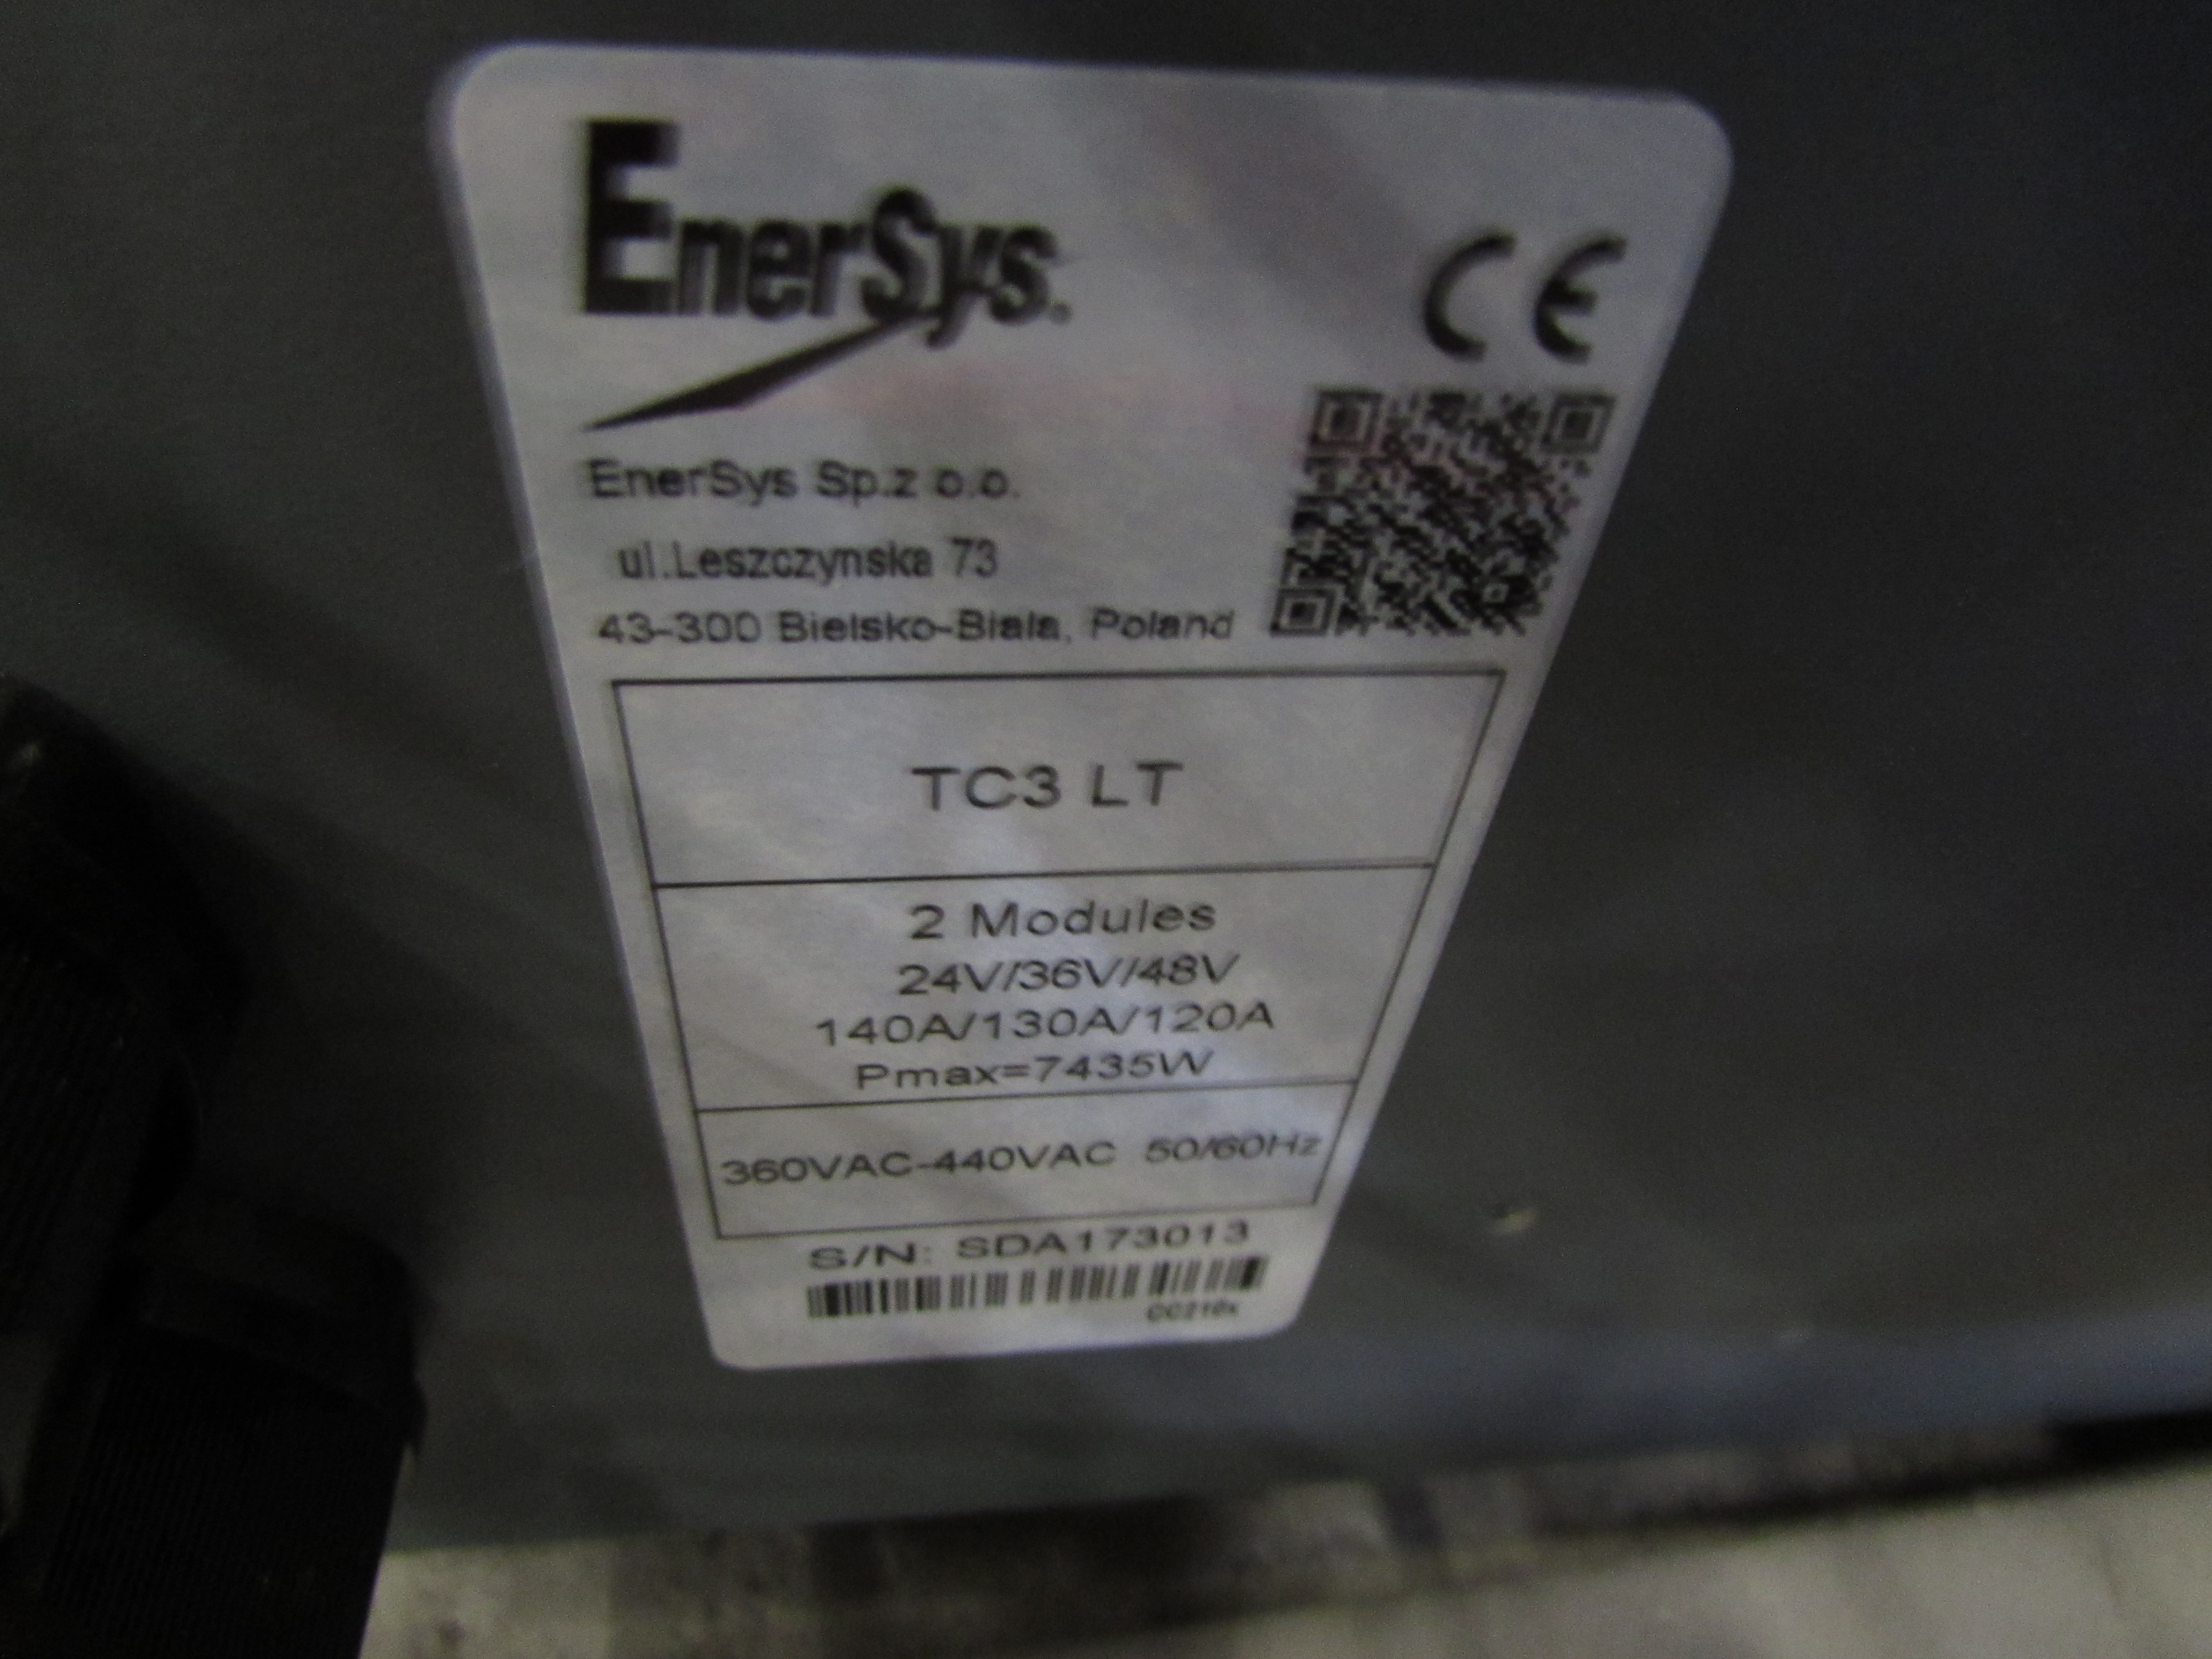 EnerSys®
CE
EnerSys Sp.z o.o.
ul.Leszczynska 73
43-300 Bielsko-Biala, Poland
TC3 LT
2 Modules
24V/36V/48V
140A/130A/120A
Pmax=7435W
360VAC-440VAC 50/60Hz
S/N: SDA173013